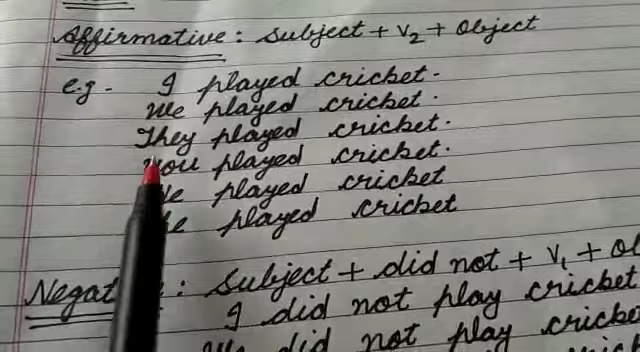 Affirmative: Subject + V₂ + Object
e.g. - I played cricket.
We played cricket.
They played cricket.
You played cricket.
played cricket
played cricket
: Subject + did not + V₁ +
I did not play cricket
did not play